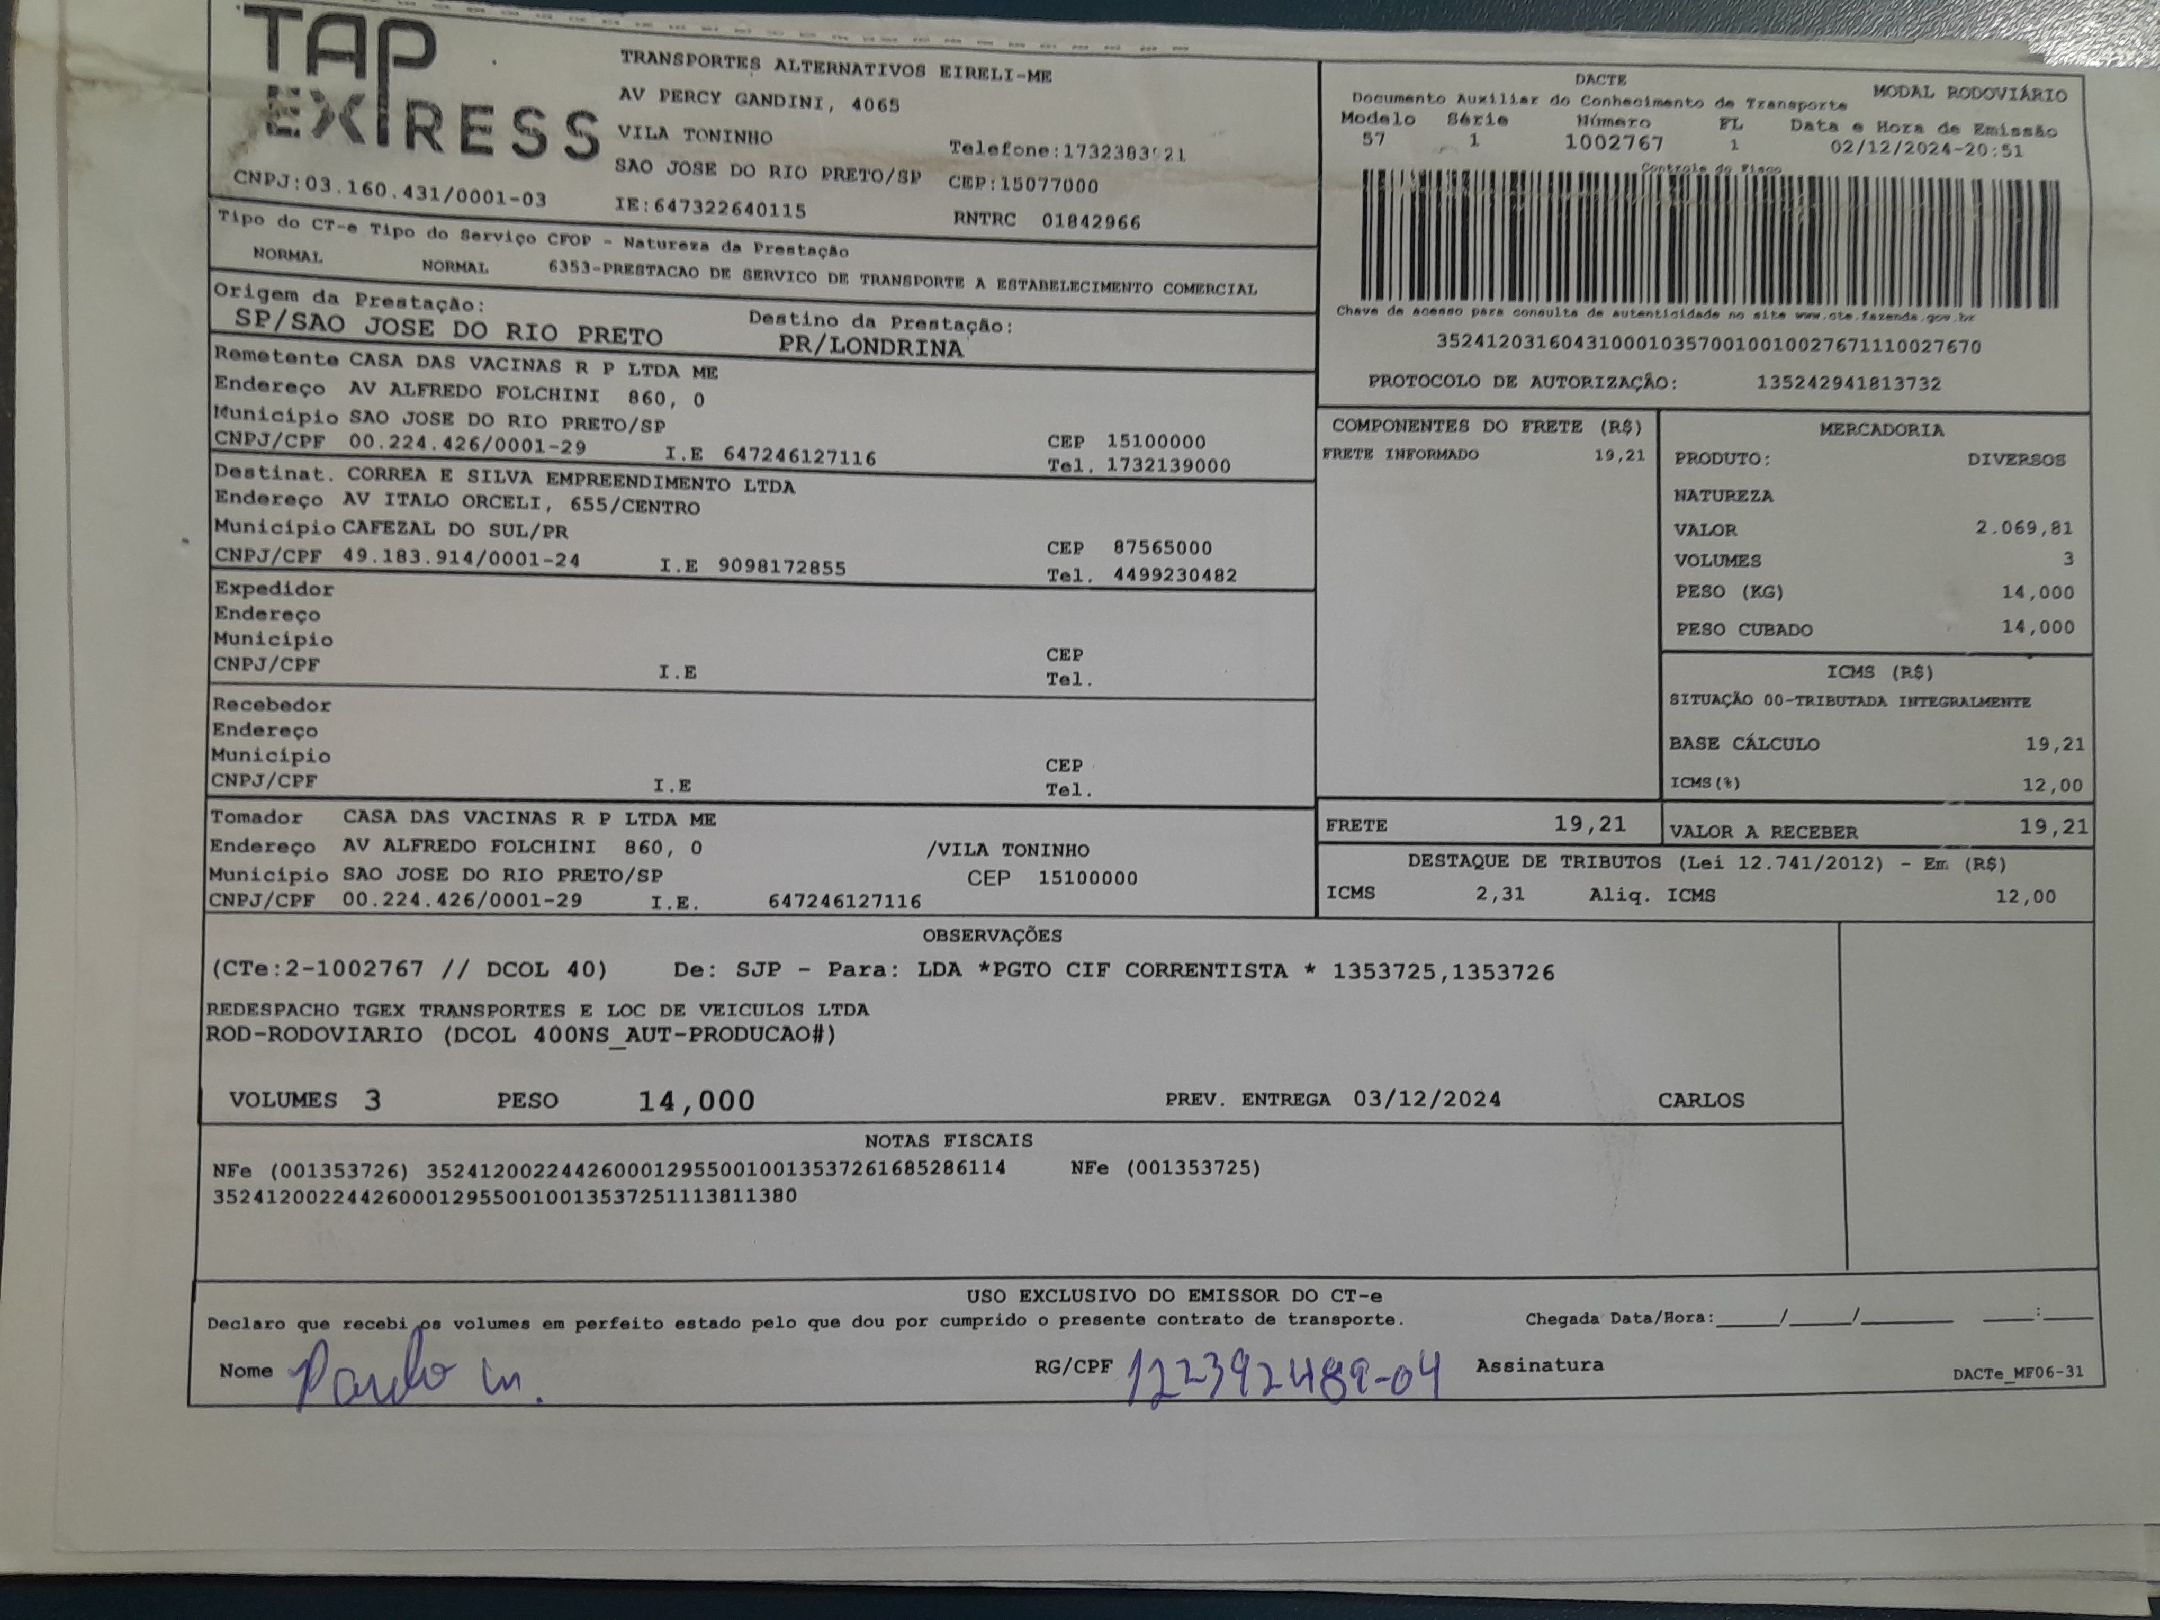 TAP
EXPRESS
TRANSPORTES ALTERNATIVOS EIRELI-ME
AV PERCY GANDINI, 4065
VILA TONINHO
Telefone:
SAO JOSE DO RIO PRETO/SP CEP:15077000
CNPJ:03.160.431/0001-03 IE:647322640115 RNTRC 01842966
DACTE MODAL RODOVIÁRIO
Documento Auxiliar do Conhecimento de Transporte
Modelo Série Número FL Data e Hora de Emissão
57 1 1002767 1 02/12/2024-20:51
Controle do Fisco
Chave de acesso para consulta de autenticidade no site www.cte.fazenda.gov.br
35241203160431000103570010010027671110027670
PROTOCOLO DE AUTORIZAÇÃO: 135242941813732
Tipo do CT-e Tipo do Serviço CFOP - Natureza da Prestação
NORMAL NORMAL 6353-PRESTACAO DE SERVICO DE TRANSPORTE A ESTABELECIMENTO COMERCIAL
Origem da Prestação: Destino da Prestação:
SP/SAO JOSE DO RIO PRETO PR/LONDRINA
Remetente CASA DAS VACINAS R P LTDA ME
Endereço AV ALFREDO FOLCHINI 860, 0
Município SAO JOSE DO RIO PRETO/SP CEP 15100000
CNPJ/CPF 00.224.426/0001-29 I.E 647246127116 Tel. 1732139000
Destinat. CORREA E SILVA EMPREENDIMENTO LTDA
Endereço AV ITALO ORCELI, 655/CENTRO
Município CAFEZAL DO SUL/PR CEP 87565000
CNPJ/CPF 49.183.914/0001-24 I.E 9098172855 Tel. 4499230482
Expedidor
Endereço
Município CEP
CNPJ/CPF I.E Tel.
Recebedor
Endereço
Município CEP
CNPJ/CPF I.E Tel.
Tomador CASA DAS VACINAS R P LTDA ME
Endereço AV ALFREDO FOLCHINI 860, 0 /VILA TONINHO
Município SAO JOSE DO RIO PRETO/SP CEP 15100000
CNPJ/CPF 00.224.426/0001-29 I.E. 647246127116
COMPONENTES DO FRETE (R$)
FRETE INFORMADO 19,21
MERCADORIA
PRODUTO: DIVERSOS
NATUREZA
VALOR 2.069,81
VOLUMES 3
PESO (KG) 14,000
PESO CUBADO 14,000
ICMS (R$)
SITUAÇÃO 00-TRIBUTADA INTEGRALMENTE
BASE CÁLCULO 19,21
ICMS(%) 12,00
FRETE 19,21 VALOR A RECEBER 19,21
DESTAQUE DE TRIBUTOS (Lei 12.741/2012) - Em (R$)
ICMS 2,31 Aliq. ICMS 12,00
OBSERVAÇÕES
(CTe:2-1002767 // DCOL 40) De: SJP - Para: LDA *PGTO CIF CORRENTISTA * 1353725,1353726
REDESPACHO TGEX TRANSPORTES E LOC DE VEICULOS LTDA
ROD-RODOVIARIO (DCOL 400NS_AUT-PRODUCAO#)
VOLUMES 3 PESO 14,000 PREV. ENTREGA 03/12/2024 CARLOS
NOTAS FISCAIS
NFe (001353726) 35241200224426000129550010013537261685286114 NFe (001353725)
35241200224426000129550010013537251113811380
USO EXCLUSIVO DO EMISSOR DO CT-e
Declaro que recebi os volumes em perfeito estado pelo que dou por cumprido o presente contrato de transporte. Chegada Data/Hora:____/____/______ ___:___
Nome Paulo RG/CPF 122392489-04 Assinatura DACTe_MF06-31